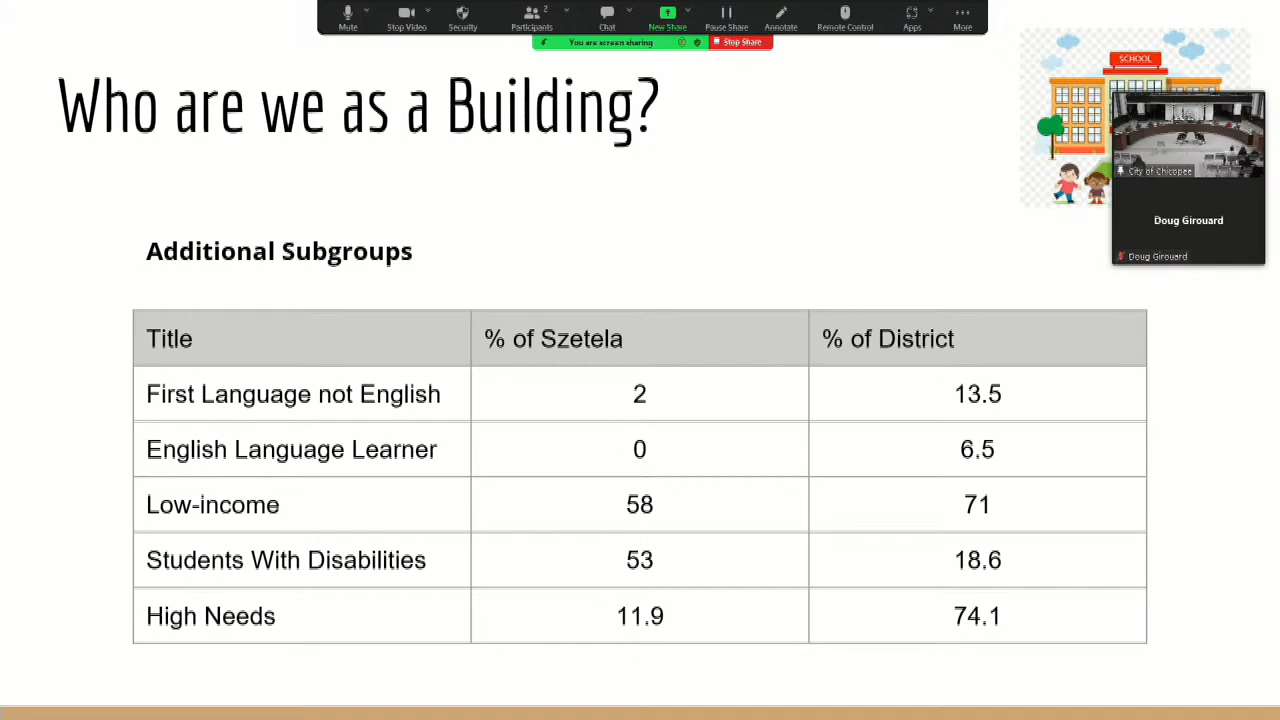 Mute
Stop Video
Security
2
Participants
Chat
New Share
Pause Share
Annotate
Remote Control
Apps
More
You are screen sharing
Stop Share
Who are we as a Building?
SCHOOL
City of Chicopee
Doug Girouard
Doug Girouard
Additional Subgroups
Title % of Szetela % of District
First Language not English 2 13.5
English Language Learner 0 6.5
Low-income 58 71
Students With Disabilities 53 18.6
High Needs 11.9 74.1